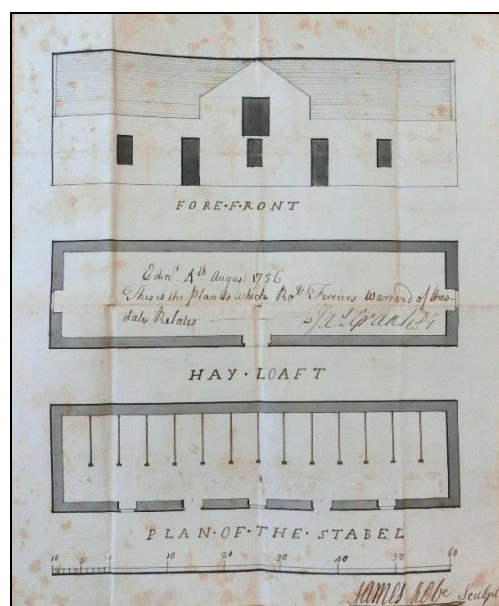 FORE·FRONT
Edinr. 4th August 1756
This is the Plan to which Ro^t Ferriers Warrand of this
date Relates
HAY·LOAFT
PLAN·OF·THE·STABEL
10 5 1 10 20 30 40 50 60
James Robe Sculpt